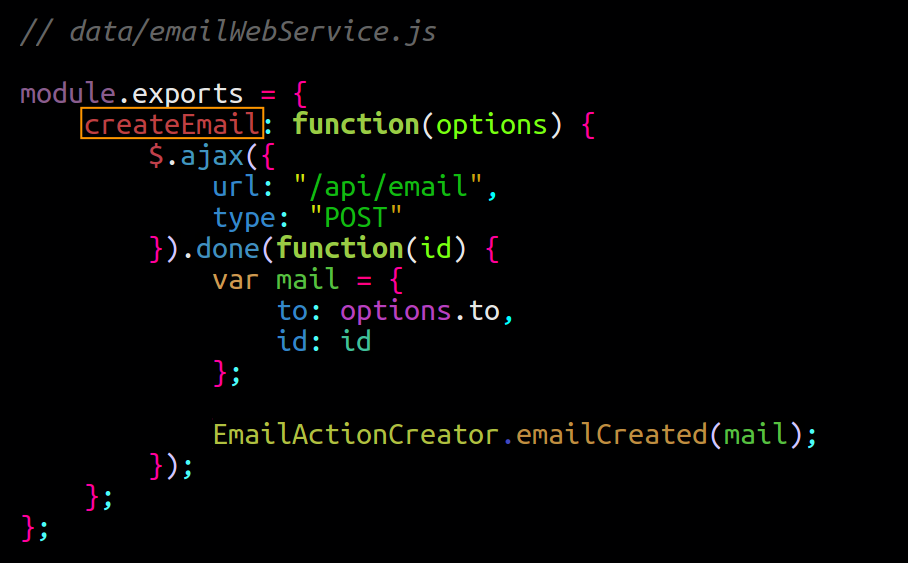 // data/emailWebService.js
module.exports = {
createEmail: function(options) {
$.ajax({
url: "/api/email",
type: "POST"
}).done(function(id) {
var mail = {
to: options.to,
id: id
};
EmailActionCreator.emailCreated(mail);
});
};
};